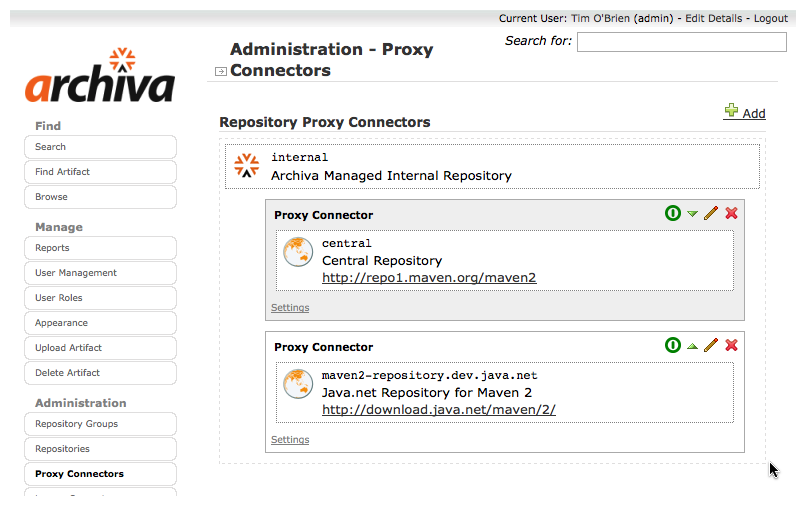 Current User: Tim O'Brien (admin) - Edit Details - Logout
Search for:
archiva
Administration - Proxy
Connectors
Find
Search
Find Artifact
Browse
Manage
Reports
User Management
User Roles
Appearance
Upload Artifact
Delete Artifact
Administration
Repository Groups
Repositories
Proxy Connectors
Repository Proxy Connectors
Add
internal
Archiva Managed Internal Repository
Proxy Connector
central
Central Repository
http://repo1.maven.org/maven2
Settings
Proxy Connector
maven2-repository.dev.java.net
Java.net Repository for Maven 2
http://download.java.net/maven/2/
Settings